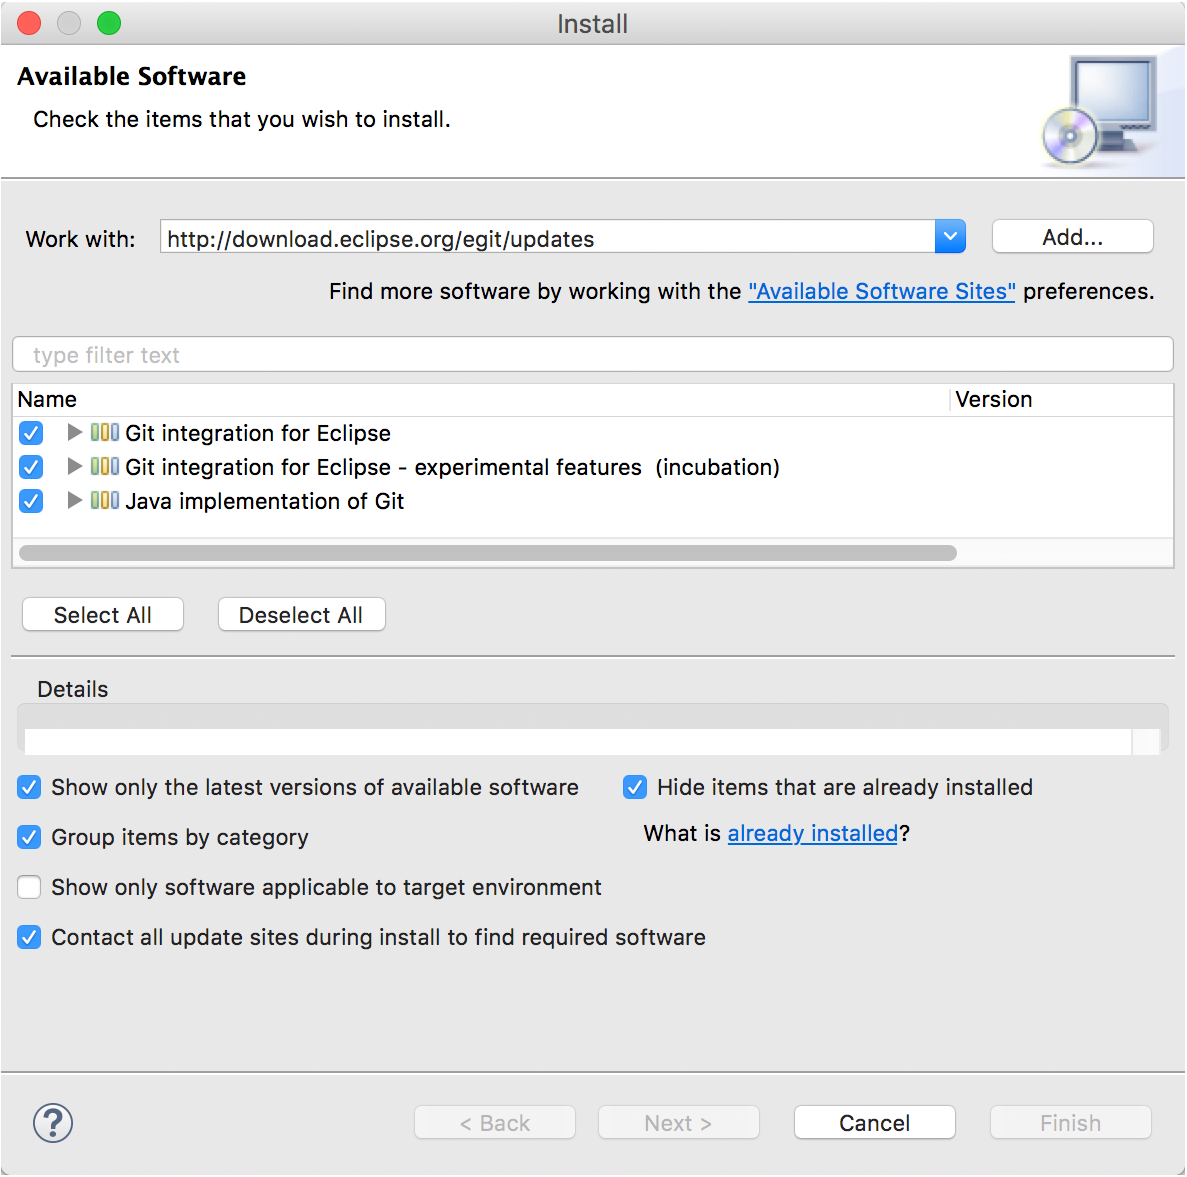 Install
Available Software
Check the items that you wish to install.
Work with: http://download.eclipse.org/egit/updates Add...
Find more software by working with the "Available Software Sites" preferences.
type filter text
Name Version
Git integration for Eclipse
Git integration for Eclipse - experimental features (incubation)
Java implementation of Git
Select All Deselect All
Details
Show only the latest versions of available software Hide items that are already installed
Group items by category What is already installed?
Show only software applicable to target environment
Contact all update sites during install to find required software
? < Back Next > Cancel Finish